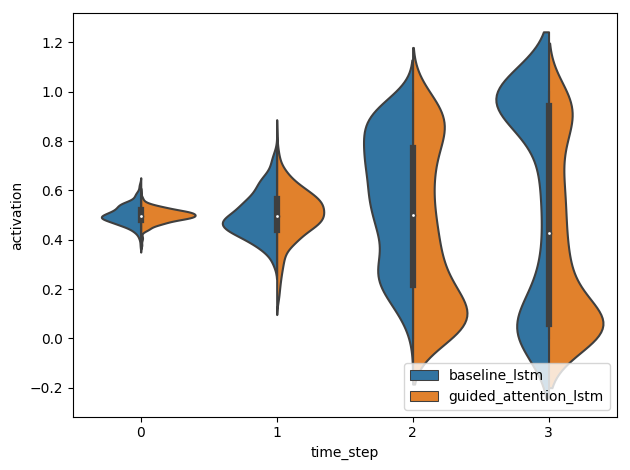 1.2
1.0
0.8
0.6
0.4
0.2
0.0
−0.2
activation
0 1 2 3
time_step
baseline_lstm
guided_attention_lstm